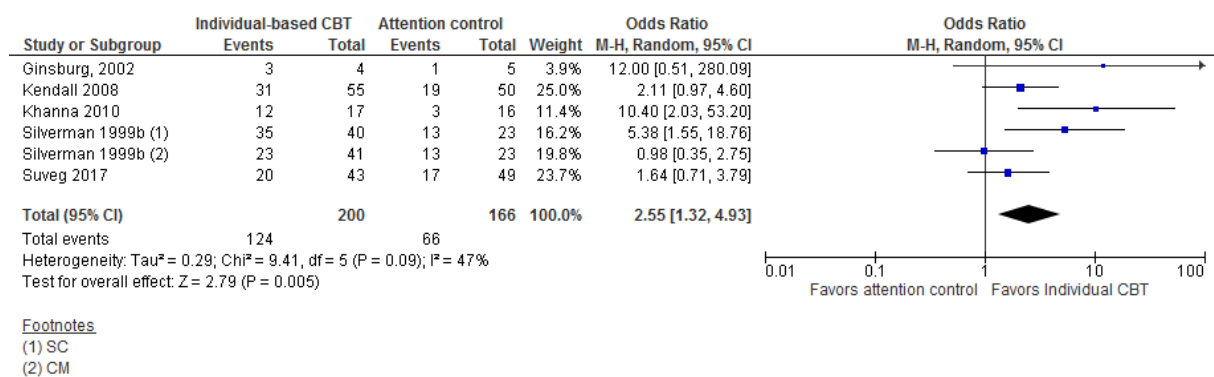 Individual-based CBT Attention control Odds Ratio Odds Ratio
Study or Subgroup Events Total Events Total Weight M-H, Random, 95% CI M-H, Random, 95% CI
Ginsburg, 2002 3 4 1 5 3.9% 12.00 [0.51, 280.09]
Kendall 2008 31 55 19 50 25.0% 2.11 [0.97, 4.60]
Khanna 2010 12 17 3 16 11.4% 10.40 [2.03, 53.20]
Silverman 1999b (1) 35 40 13 23 16.2% 5.38 [1.55, 18.76]
Silverman 1999b (2) 23 41 13 23 19.8% 0.98 [0.35, 2.75]
Suveg 2017 20 43 17 49 23.7% 1.64 [0.71, 3.79]
Total (95% CI) 200 166 100.0% 2.55 [1.32, 4.93]
Total events 124 66
Heterogeneity: Tau² = 0.29; Chi² = 9.41, df = 5 (P = 0.09); I² = 47%
Test for overall effect: Z = 2.79 (P = 0.005)
0.01 0.1 1 10 100
Favors attention control Favors Individual CBT
Footnotes
(1) SC
(2) CM